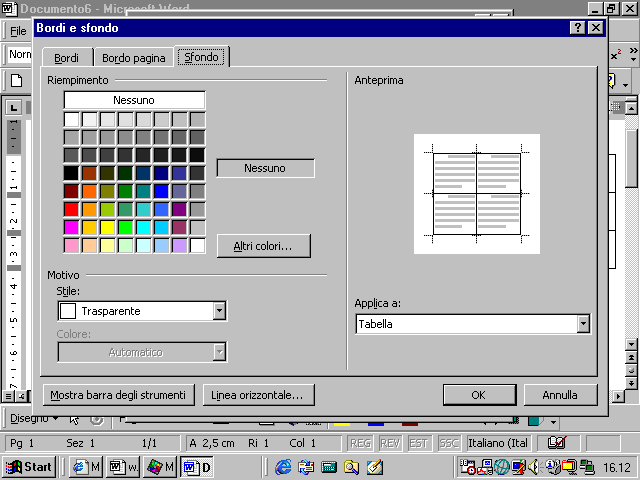 Documento6 - Microsoft Word
File
Norm
Bordi e sfondo
Bordi
Bordo pagina
Sfondo
Riempimento
Nessuno
Nessuno
Altri colori...
Motivo
Stile:
Trasparente
Colore:
Automatico
Anteprima
Applica a:
Tabella
Mostra barra degli strumenti
Linea orizzontale...
OK
Annulla
Disegno
Pg 1 Sez 1 1/1 A 2,5 cm Ri 1 Col 1 REG REV EST SSC Italiano (Ital
Start M w. M D 16.12